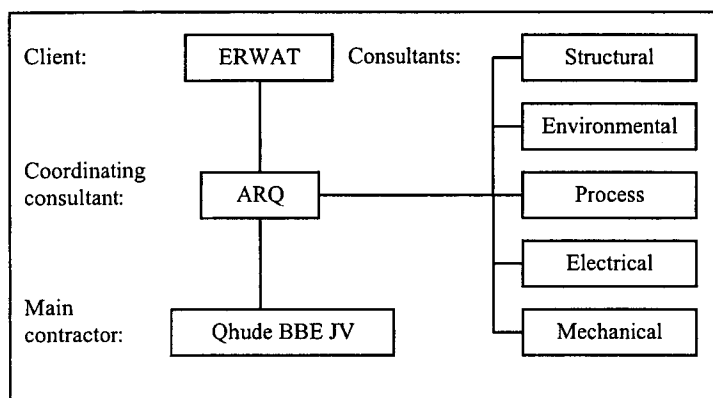 Client:
ERWAT
Consultants:
Structural
Environmental
Coordinating
consultant:
ARQ
Process
Electrical
Main
contractor:
Qhude BBE JV
Mechanical